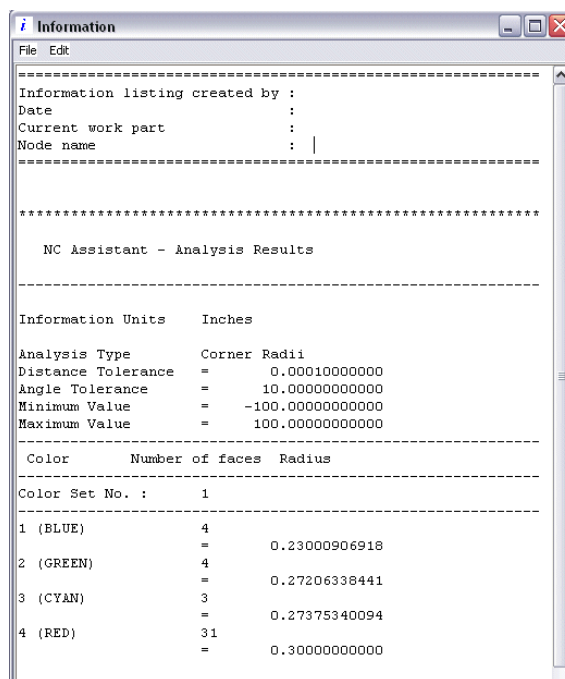 i Information
File Edit
============================================================
Information listing created by :
Date :
Current work part :
Node name :
============================================================
************************************************************
NC Assistant - Analysis Results
------------------------------------------------------------
Information Units Inches
Analysis Type Corner Radii
Distance Tolerance = 0.00010000000
Angle Tolerance = 10.00000000000
Minimum Value = -100.00000000000
Maximum Value = 100.00000000000
------------------------------------------------------------
Color Number of faces Radius
------------------------------------------------------------
Color Set No. : 1
------------------------------------------------------------
1 (BLUE) 4
= 0.23000906918
2 (GREEN) 4
= 0.27206338441
3 (CYAN) 3
= 0.27375340094
4 (RED) 31
= 0.30000000000